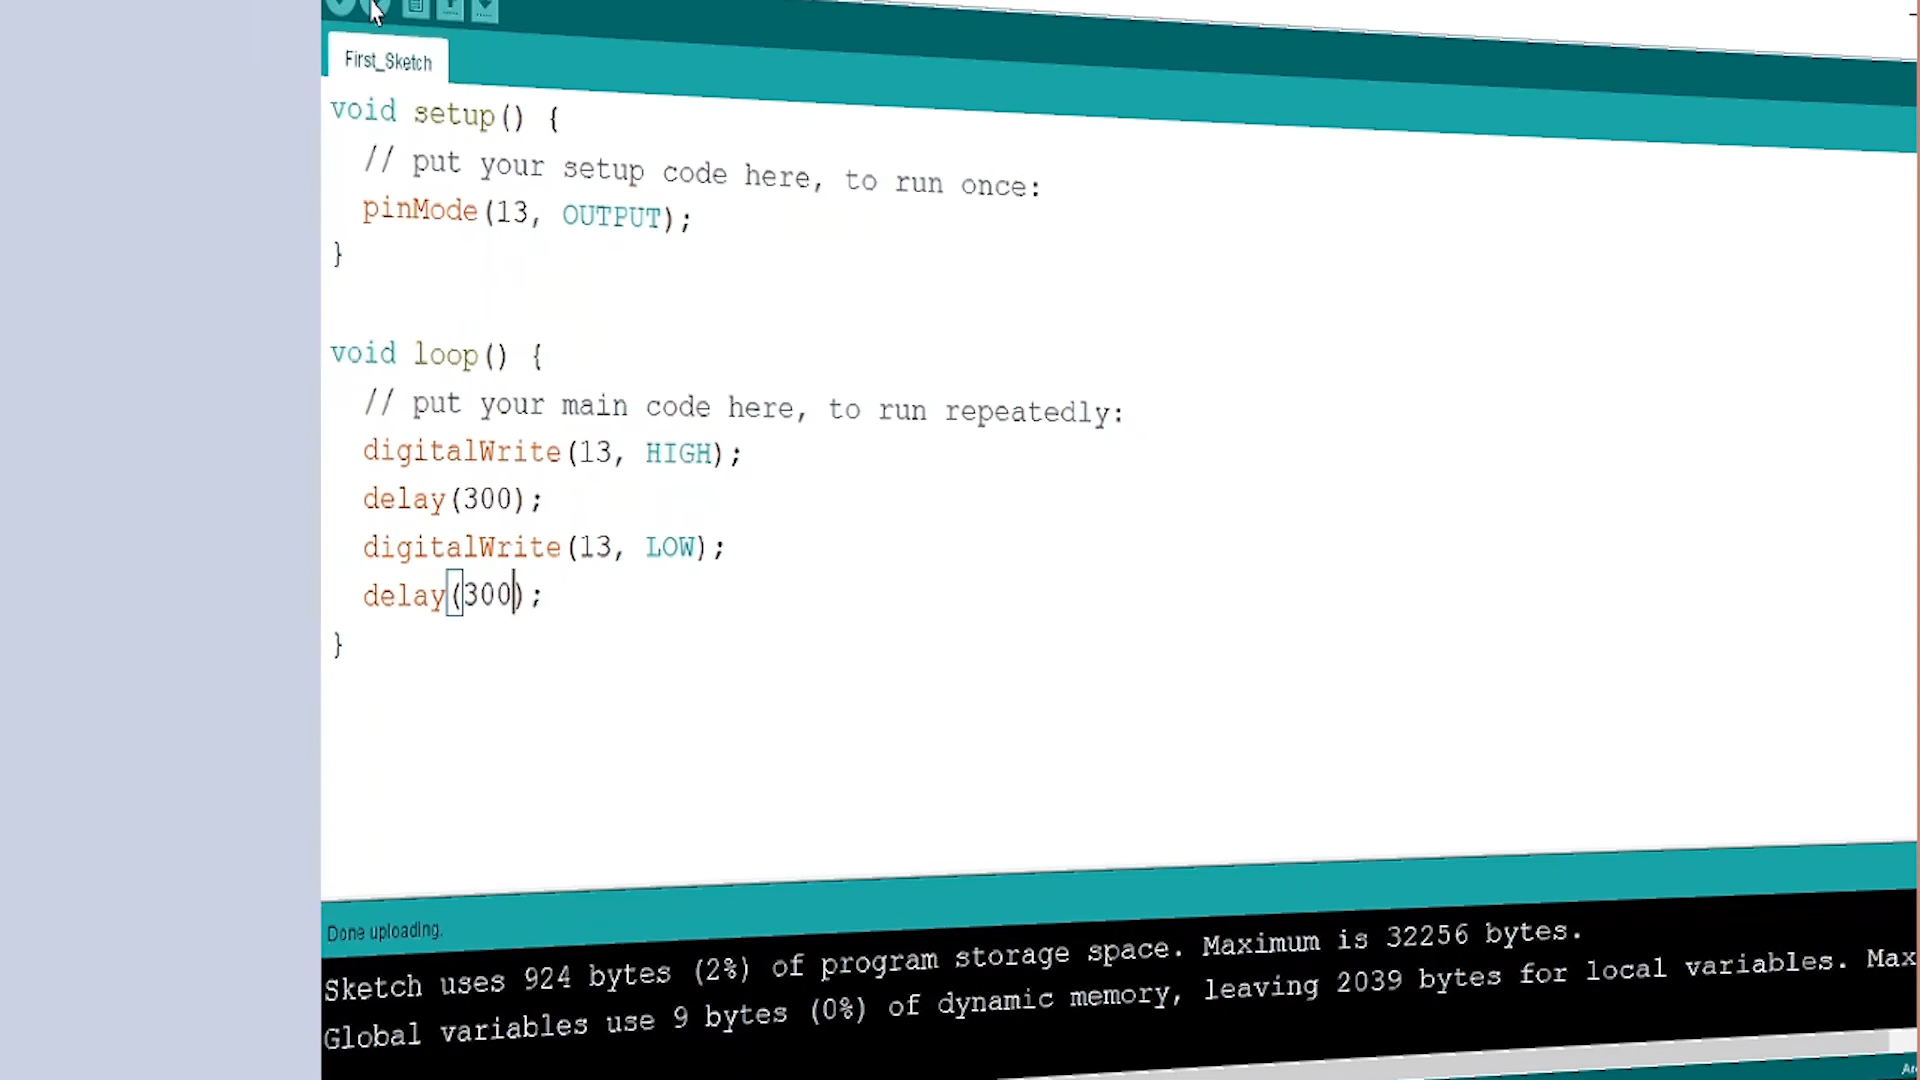 First_Sketch
void setup() {
// put your setup code here, to run once:
pinMode(13, OUTPUT);
}
void loop() {
// put your main code here, to run repeatedly:
digitalWrite(13, HIGH);
delay(300);
digitalWrite(13, LOW);
delay(300);
}
Done uploading.
Sketch uses 924 bytes (2%) of program storage space. Maximum is 32256 bytes.
Global variables use 9 bytes (0%) of dynamic memory, leaving 2039 bytes for local variables. Max